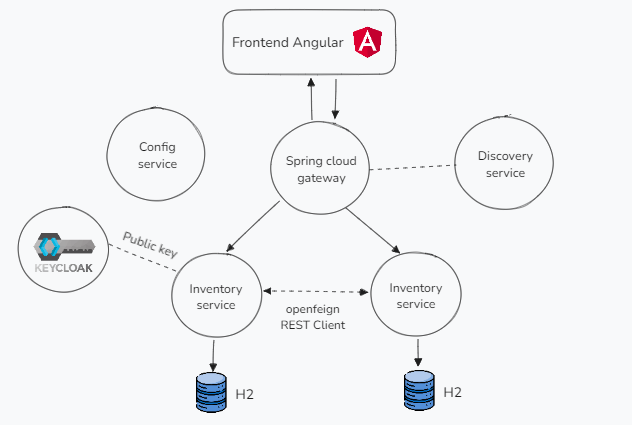 Frontend Angular
A
Config
service
Spring cloud
gateway
Discovery
service
Public key
KEYCLOAK
Inventory
service
openfeign
REST Client
Inventory
service
H2
H2